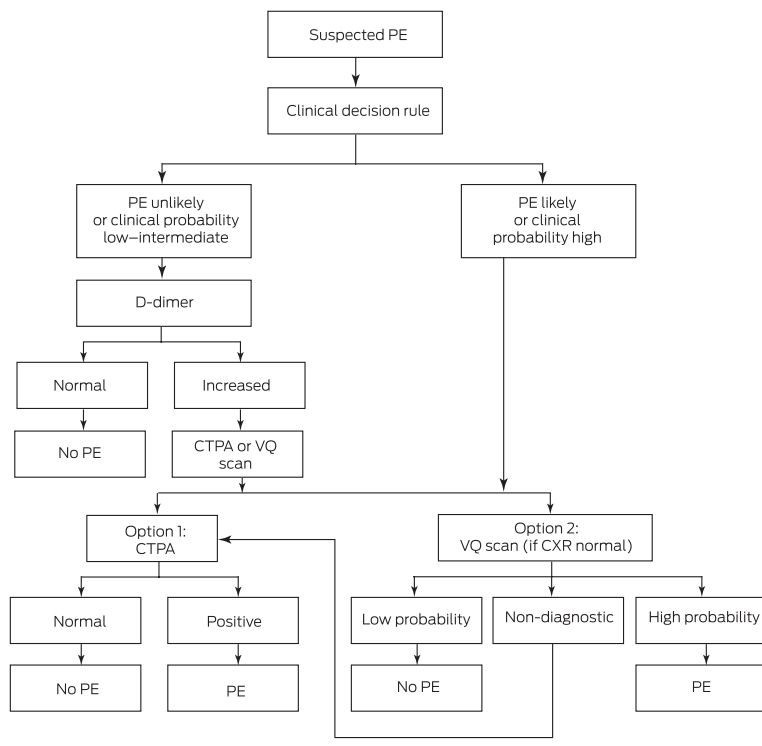 Suspected PE
Clinical decision rule
PE unlikely
or clinical probability
low–intermediate
PE likely
or clinical
probability high
D-dimer
Normal
Increased
No PE
CTPA or VQ
scan
Option 1:
CTPA
Option 2:
VQ scan (if CXR normal)
Normal
Positive
Low probability
Non-diagnostic
High probability
No PE
PE
No PE
PE